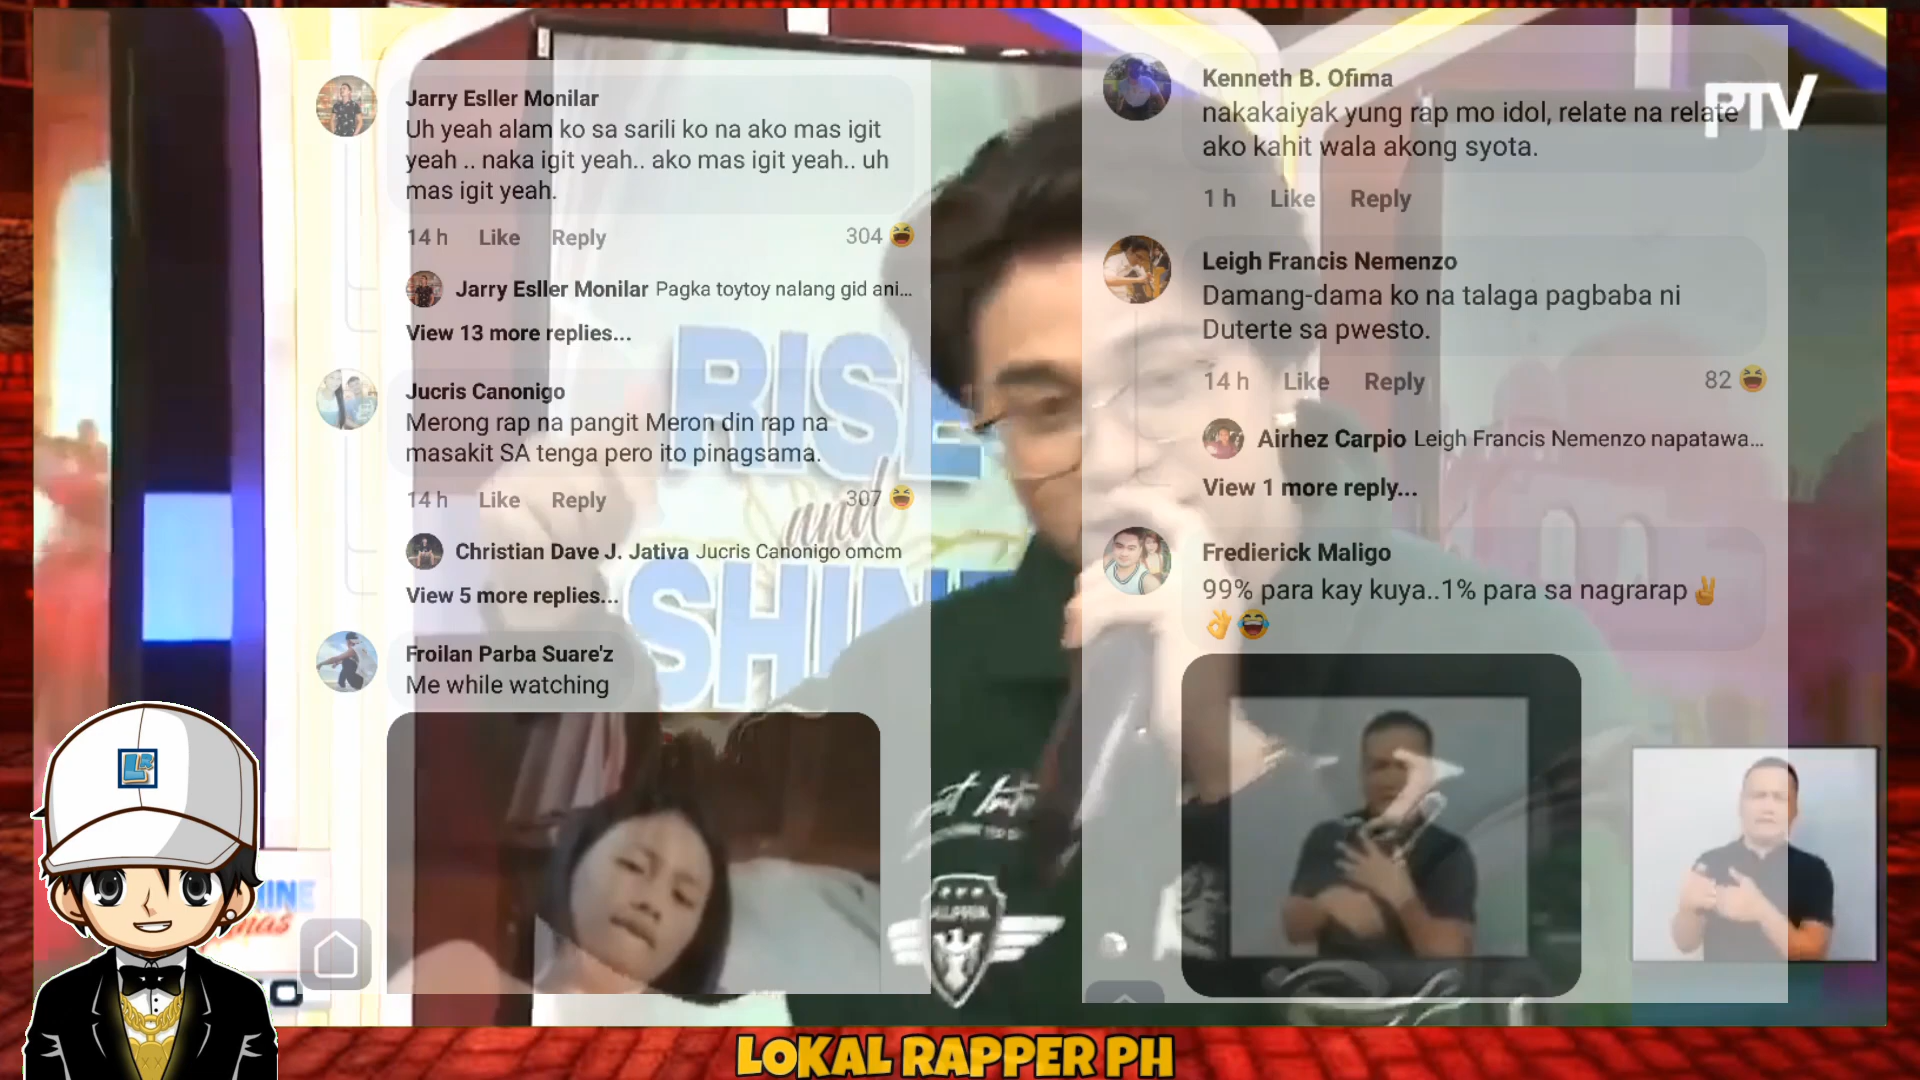 Jarry Esller Monilar
Uh yeah alam ko sa sarili ko na ako mas igit
yeah .. naka igit yeah.. ako mas igit yeah.. uh
mas igit yeah.
14 h Like Reply 304
Jarry Esller Monilar Pagka toytoy nalang gid ani...
View 13 more replies...
Jucris Canonigo
Merong rap na pangit Meron din rap na
masakit SA tenga pero ito pinagsama.
14 h Like Reply 307
Christian Dave J. Jativa Jucris Canonigo omcm
View 5 more replies...
Froilan Parba Suare'z
Me while watching
Kenneth B. Ofima
nakakaiyak yung rap mo idol, relate na relate
ako kahit wala akong syota.
1 h Like Reply
Leigh Francis Nemenzo
Damang-dama ko na talaga pagbaba ni
Duterte sa pwesto.
14 h Like Reply 82
Airhez Carpio Leigh Francis Nemenzo napatawa...
View 1 more reply...
Fredierick Maligo
99% para kay kuya..1% para sa nagrarap✌️
👌😂
PTV
RISE
and
SHINE
LR
LOKAL RAPPER PH